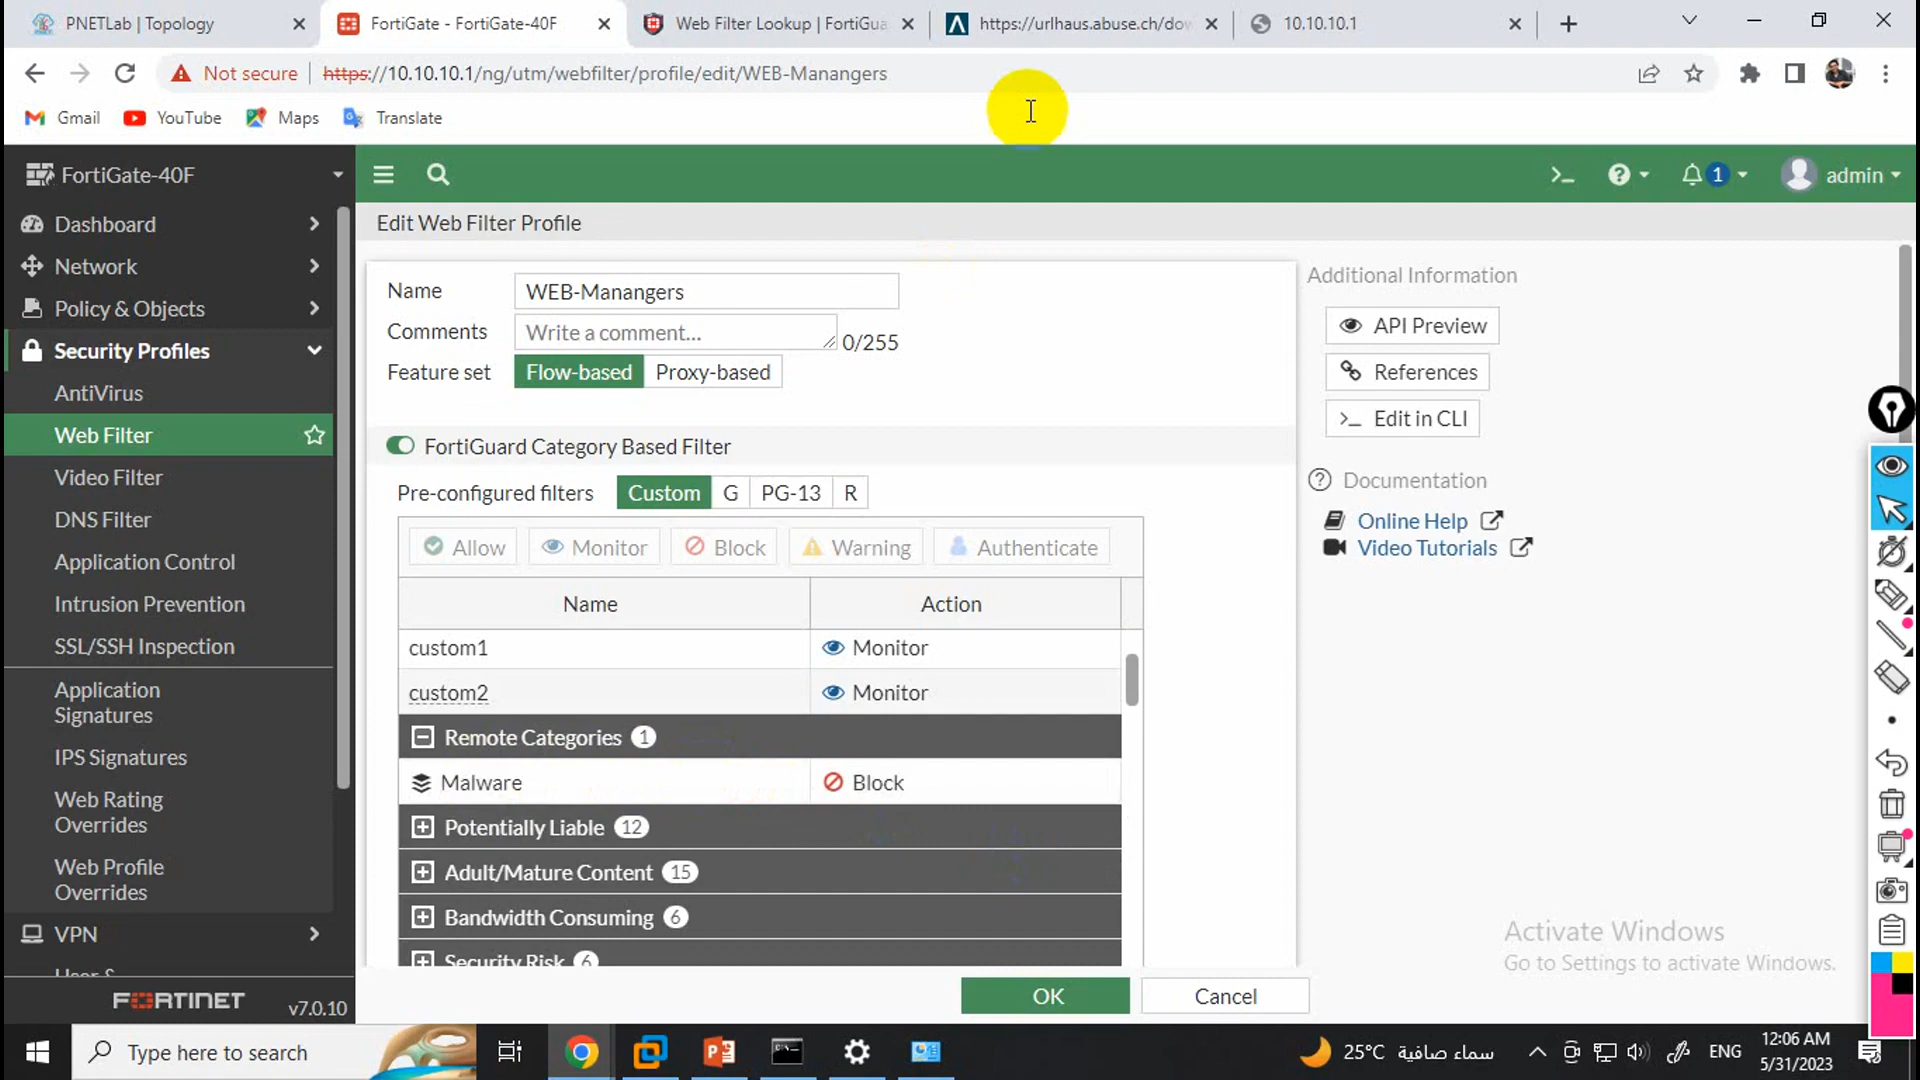 PNETLab | Topology
FortiGate - FortiGate-40F
Web Filter Lookup | FortiGua
https://urlhaus.abuse.ch/dov
10.10.10.1
Not secure
https://10.10.10.1/ng/utm/webfilter/profile/edit/WEB-Manangers
Gmail
YouTube
Maps
Translate
FortiGate-40F
1
admin
Dashboard
Network
Policy & Objects
Security Profiles
AntiVirus
Web Filter
Video Filter
DNS Filter
Application Control
Intrusion Prevention
SSL/SSH Inspection
Application
Signatures
IPS Signatures
Web Rating
Overrides
Web Profile
Overrides
VPN
User &
FORTINET
v7.0.10
Edit Web Filter Profile
Name
WEB-Manangers
Comments
Write a comment...
0/255
Feature set
Flow-based
Proxy-based
FortiGuard Category Based Filter
Pre-configured filters
Custom
G
PG-13
R
Allow
Monitor
Block
Warning
Authenticate
Name
Action
custom1
Monitor
custom2
Monitor
Remote Categories 1
Malware
Block
Potentially Liable 12
Adult/Mature Content 15
Bandwidth Consuming 6
Security Risk 6
OK
Cancel
Additional Information
API Preview
References
>_ Edit in CLI
Documentation
Online Help
Video Tutorials
Activate Windows
Go to Settings to activate Windows.
Type here to search
25°C سماء صافية
ENG
12:06 AM
5/31/2023